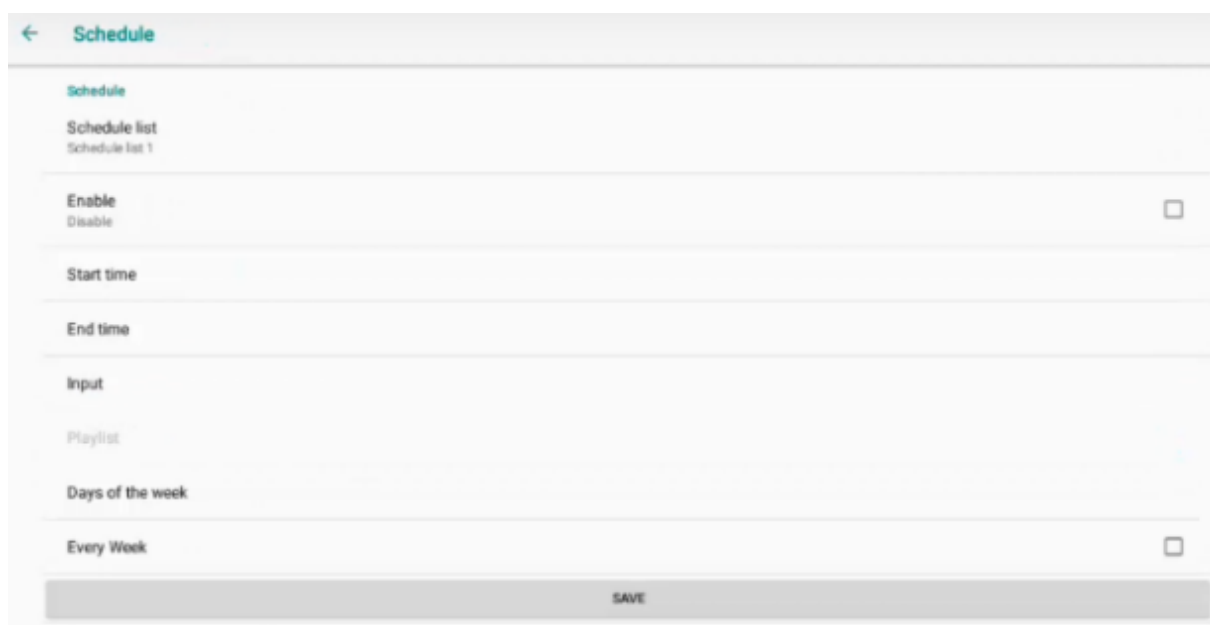 Schedule
Schedule
Schedule list
Schedule list 1
Enable
Disable
Start time
End time
Input
Playlist
Days of the week
Every Week
SAVE